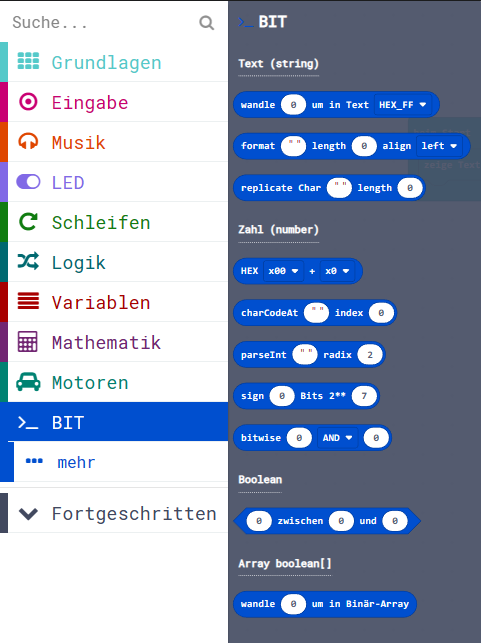 Suche...
Grundlagen
Eingabe
Musik
LED
Schleifen
Logik
Variablen
Mathematik
Motoren
BIT
mehr
Fortgeschritten
BIT
Text (string)
wandle 0 um in Text HEX_FF
format "" length 0 align left
replicate Char "" length 0
Zahl (number)
HEX x00 + x0
charCodeAt "" index 0
parseInt "" radix 2
sign 0 Bits 2** 7
bitwise 0 AND 0
Boolean
0 zwischen 0 und 0
Array boolean[]
wandle 0 um in Binär-Array